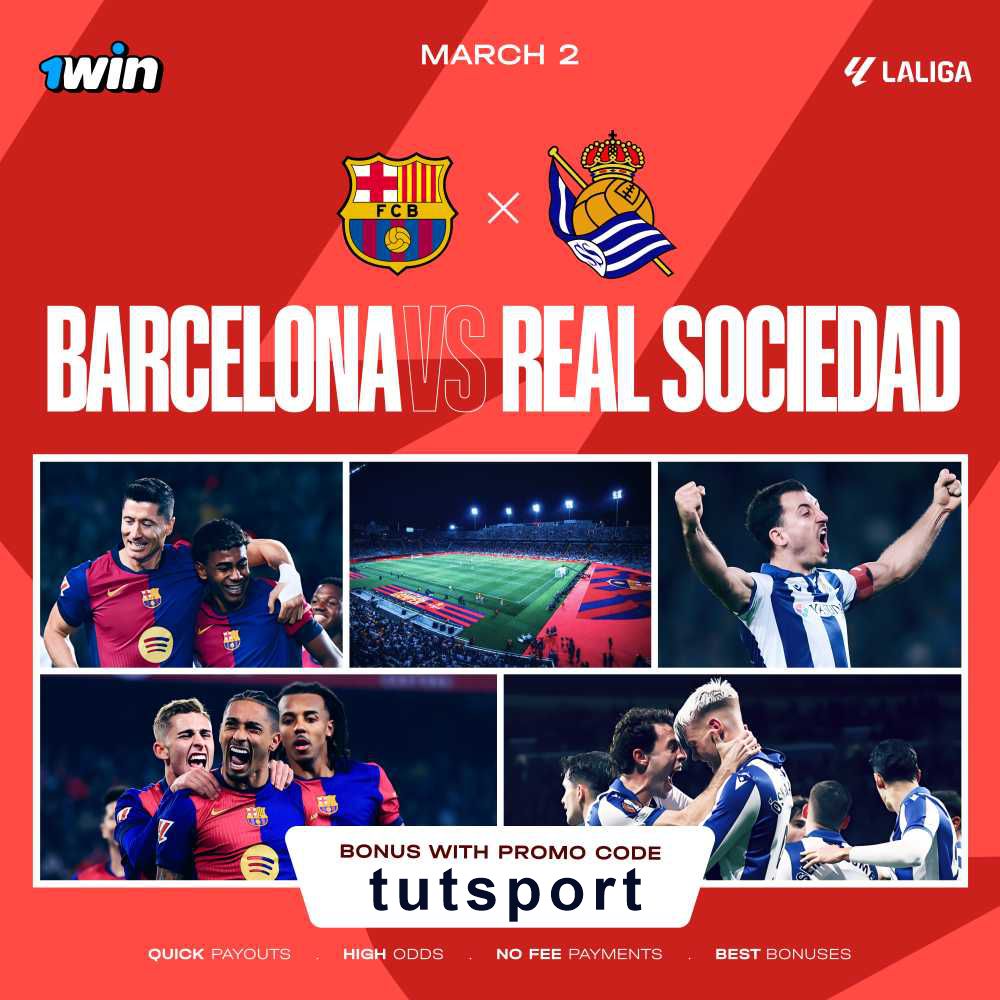 1win
MARCH 2
LALIGA
FCB
BARCELONA VS REAL SOCIEDAD
BONUS WITH PROMO CODE
tutsport
QUICK PAYOUTS . HIGH ODDS . NO FEE PAYMENTS . BEST BONUSES